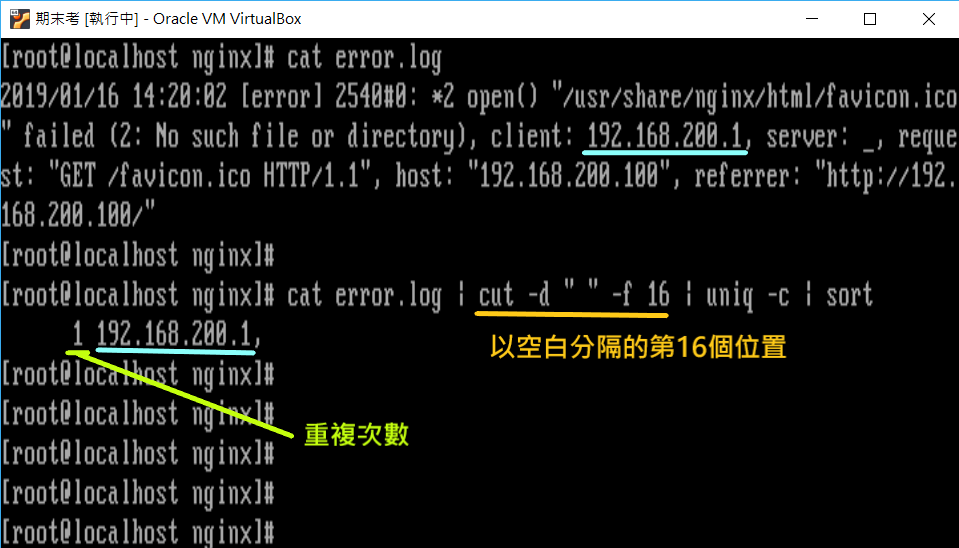 期末考 [執行中] - Oracle VM VirtualBox
[root@localhost nginx]# cat error.log
2019/01/16 14:20:02 [error] 2540#0: *2 open() "/usr/share/nginx/html/favicon.ico
" failed (2: No such file or directory), client: 192.168.200.1, server: _, reque
st: "GET /favicon.ico HTTP/1.1", host: "192.168.200.100", referrer: "http://192.
168.200.100/"
[root@localhost nginx]#
[root@localhost nginx]# cat error.log | cut -d " " -f 16 | uniq -c | sort
1 192.168.200.1,
以空白分隔的第16個位置
[root@localhost nginx]#
[root@localhost nginx]#
重複次數
[root@localhost nginx]#
[root@localhost nginx]#
[root@localhost nginx]#